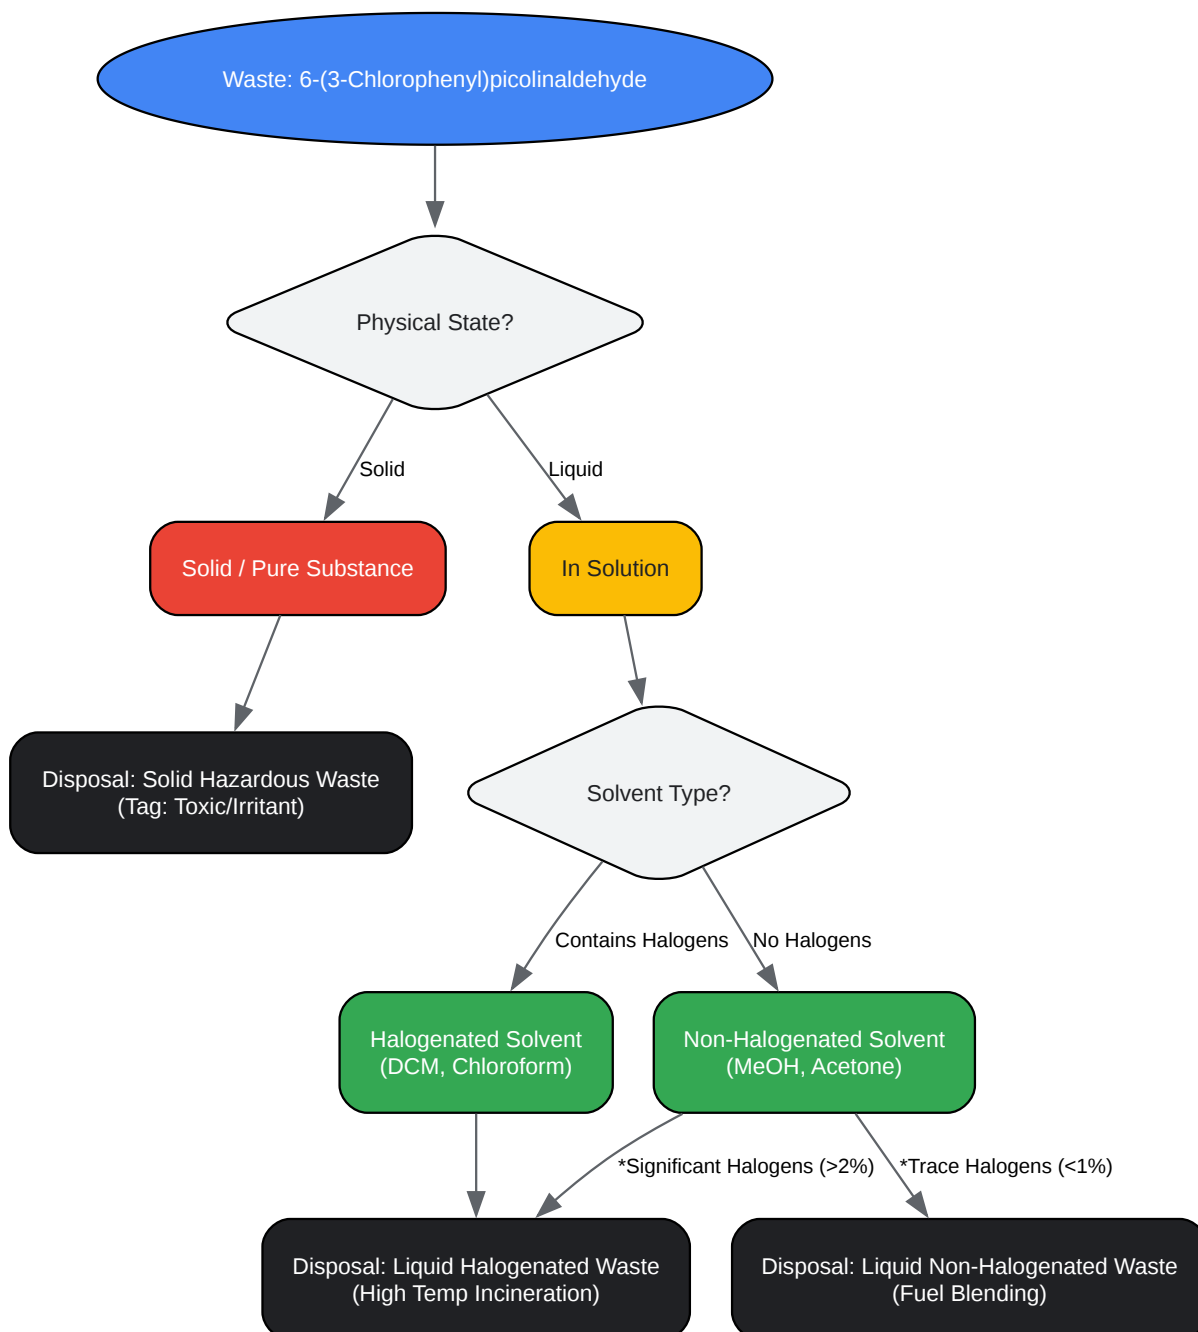 Waste: 6-(3-Chlorophenyl)picolinaldehyde
Physical State?
Solid
Liquid
Solid / Pure Substance
In Solution
Disposal: Solid Hazardous Waste
(Tag: Toxic/Irritant)
Solvent Type?
Contains Halogens
No Halogens
Halogenated Solvent
(DCM, Chloroform)
Non-Halogenated Solvent
(MeOH, Acetone)
*Significant Halogens (>2%)
*Trace Halogens (<1%)
Disposal: Liquid Halogenated Waste
(High Temp Incineration)
Disposal: Liquid Non-Halogenated Waste
(Fuel Blending)